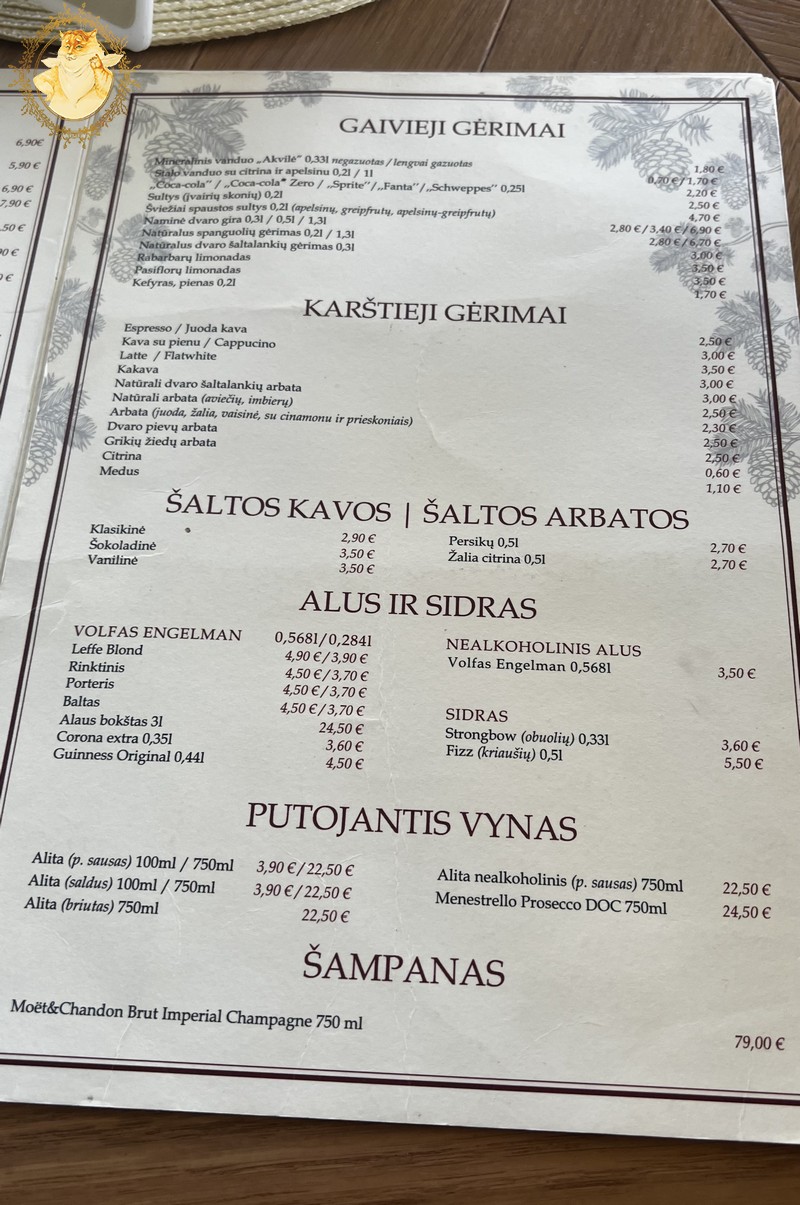 6,90€
5,90 €
6,90 €
7,90 €
,50 €
0 €
€
GAIVIEJI GĖRIMAI
Mineralinis vanduo „Akvilė“ 0,33l negazuotas / lengvai gazuotas 1,80 €
Stalo vanduo su citrina ir apelsinu 0,2l / 1l 0,70 € / 1,70 €
„Coca-cola“ / „Coca-cola“ Zero / „Sprite“/„Fanta“/„Schweppes“ 0,25l 2,20 €
Sultys (įvairių skonių) 0,2l 2,50 €
Šviežiai spaustos sultys 0,2l (apelsinų, greipfrutų, apelsinų-greipfrutų) 4,70 €
Naminė dvaro gira 0,3l / 0,5l / 1,3l 2,80 € / 3,40 € / 6,90 €
Natūralus spanguolių gėrimas 0,2l / 1,3l 2,80 € / 6,70 €
Natūralus dvaro šaltalankių gėrimas 0,3l 3,00 €
Rabarbarų limonadas 3,50 €
Pasiflorų limonadas 3,50 €
Kefyras, pienas 0,2l 1,70 €
KARŠTIEJI GĖRIMAI
Espresso / Juoda kava 2,50 €
Kava su pienu / Cappucino 3,00 €
Latte / Flatwhite 3,50 €
Kakava 3,00 €
Natūrali dvaro šaltalankių arbata 3,00 €
Natūrali arbata (aviečių, imbierų) 2,50 €
Arbata (juoda, žalia, vaisinė, su cinamonu ir prieskoniais) 2,30 €
Dvaro pievų arbata 2,50 €
Grikių žiedų arbata 2,50 €
Citrina 0,60 €
Medus 1,10 €
ŠALTOS KAVOS | ŠALTOS ARBATOS
Klasikinė 2,90 €
Šokoladinė 3,50 €
Vanilinė 3,50 €
Persikų 0,5l 2,70 €
Žalia citrina 0,5l 2,70 €
ALUS IR SIDRAS
VOLFAS ENGELMAN 0,568l/0,284l
Leffe Blond 4,90 € / 3,90 €
Rinktinis 4,50 € / 3,70 €
Porteris 4,50 € / 3,70 €
Baltas 4,50 € / 3,70 €
Alaus bokštas 3l 24,50 €
Corona extra 0,35l 3,60 €
Guinness Original 0,44l 4,50 €
NEALKOHOLINIS ALUS
Volfas Engelman 0,568l 3,50 €
SIDRAS
Strongbow (obuolių) 0,33l 3,60 €
Fizz (kriaušių) 0,5l 5,50 €
PUTOJANTIS VYNAS
Alita (p. sausas) 100ml / 750ml 3,90 € / 22,50 €
Alita (saldus) 100ml / 750ml 3,90 € / 22,50 €
Alita (briutas) 750ml 22,50 €
Alita nealkoholinis (p. sausas) 750ml 22,50 €
Menestrello Prosecco DOC 750ml 24,50 €
ŠAMPANAS
Moët&Chandon Brut Imperial Champagne 750 ml 79,00 €